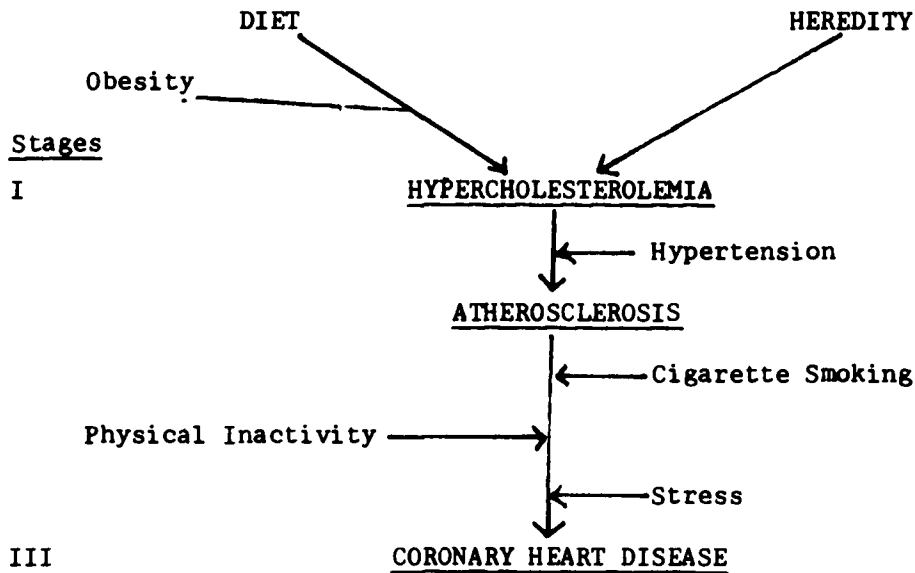 DIET HEREDITY
Obesity
Stages
I HYPERCHOLESTEROLEMIA
Hypertension
ATHEROSCLEROSIS
Cigarette Smoking
Physical Inactivity
Stress
III CORONARY HEART DISEASE